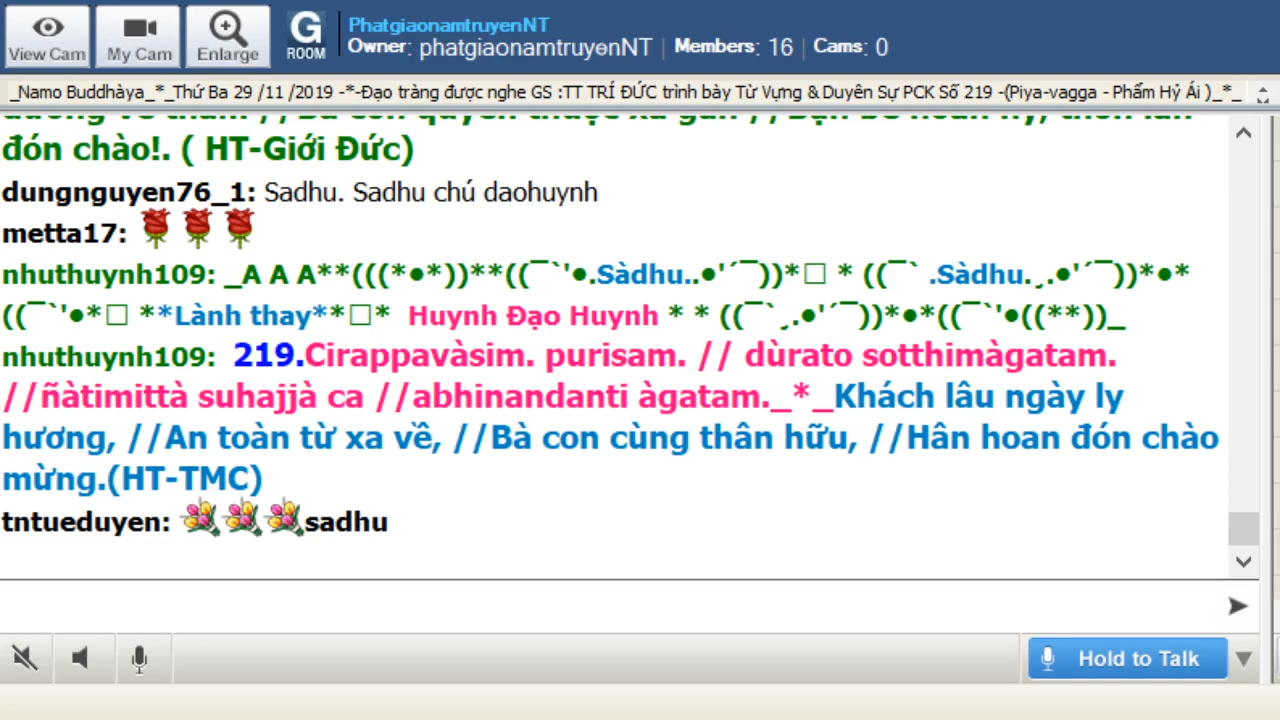 View Cam
My Cam
Enlarge
G
ROOM
PhatgiaonamtruyenNT
Owner: phatgiaonamtruyenNT | Members: 16 | Cams: 0
_Namo Buddhàya_*_Thứ Ba 29 /11 /2019 -*-Đạo tràng được nghe GS :TT TRÍ ĐỨC trình bày Từ Vựng & Duyên Sự PCK Số 219 -(Piya-vagga - Phẩm Hỷ Ái )_*_
đón chào!. ( HT-Giới Đức)
dungnguyen76_1: Sadhu. Sadhu chú daohuynh
metta17:
nhuthuynh109: _A A A**(((*●*))**((¯`'●.Sàdhu..●'´¯))*□ * ((¯` .Sàdhu.¸.●'´¯))*●*
((¯`'●*□ **Lành thay**□* Huynh Đạo Huynh * * ((¯`¸.●'´¯))*●*((¯`'●((**))_
nhuthuynh109: 219.Cirappavàsim. purisam. // dùrato sotthimàgatam.
//ñàtimittà suhajjà ca //abhinandanti àgatam._*_Khách lâu ngày ly
hương, //An toàn từ xa về, //Bà con cùng thân hữu, //Hân hoan đón chào
mừng.(HT-TMC)
tntueduyen: sadhu
Hold to Talk